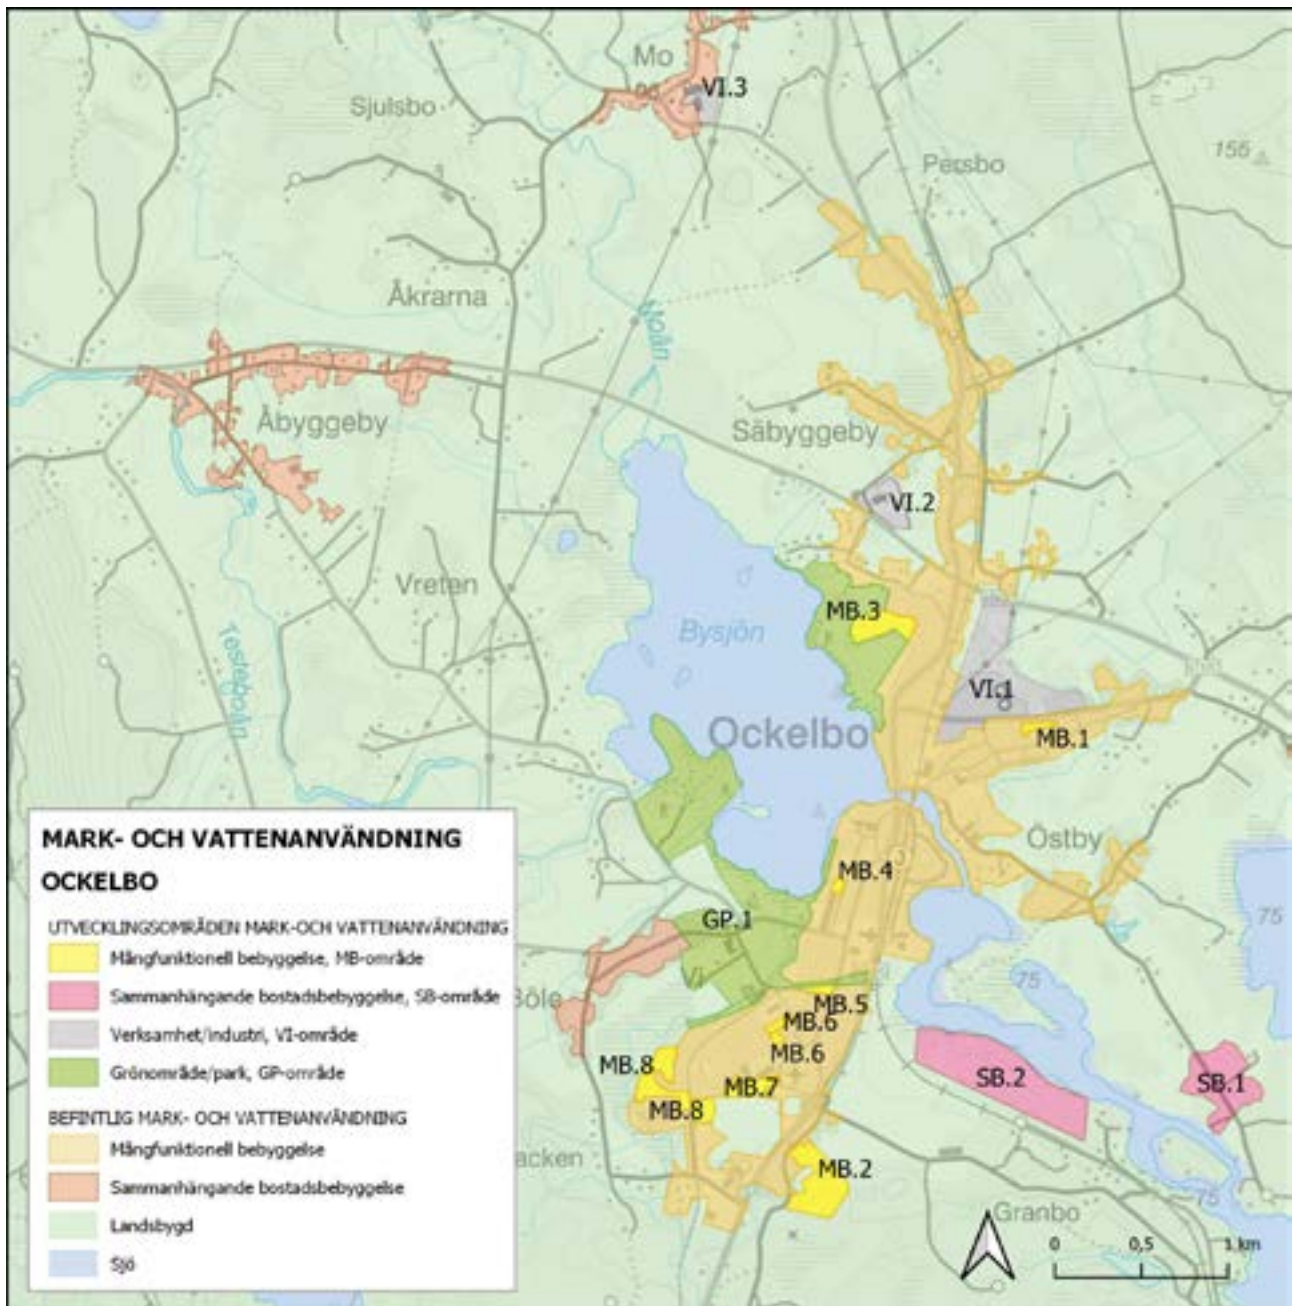 Mo
VI.3
Sjulsbo
Persbo
155
Åkrarna
Moån
Åbyggeby
Säbyggeby
VI.2
Vreten
MB.3
Bysjön
Testeboån
VI.1
Ockelbo
MB.1
Östby
MB.4
75
GP.1
75
MB.5
MB.6
MB.6
MB.8
MB.7
SB.2
SB.1
MB.8
acken
MB.2
75
Granbo
0 0,5 1 km
MARK- OCH VATTENANVÄNDNING
OCKELBO
UTVECKLINGSOMRÅDEN MARK-OCH VATTENANVÄNDNING
Mångfunktionell bebyggelse, MB-område
Sammanhängande bostadsbebyggelse, SB-område
Verksamhet/industri, VI-område
Grönområde/park, GP-område
BEFINTLIG MARK- OCH VATTENANVÄNDNING
Mångfunktionell bebyggelse
Sammanhängande bostadsbebyggelse
Landsbygd
Sjö